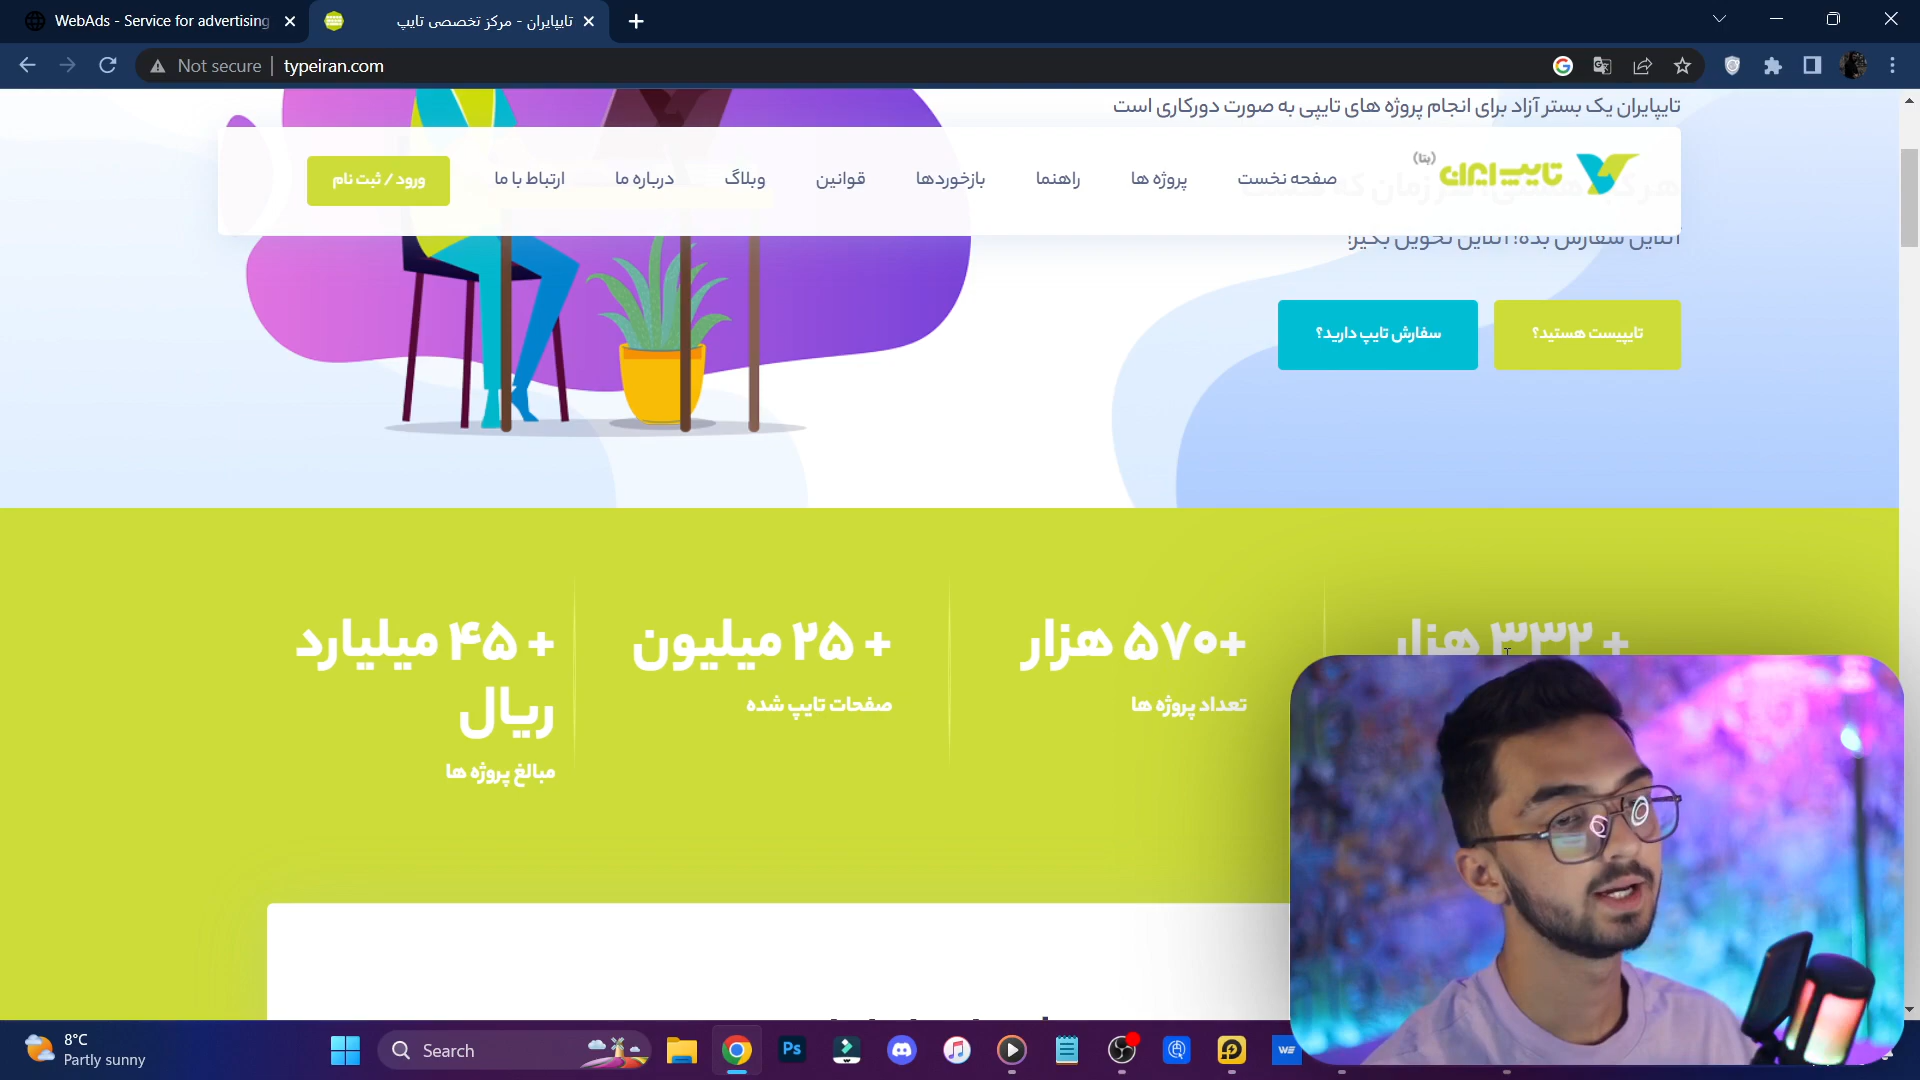 WebAds - Service for advertising
تایپایران - مرکز تخصصی تایپ
Not secure
typeiran.com
تایپایران یک بستر آزاد برای انجام پروژه های تایپی به صورت دورکاری است
تایپ ایران
(بتا)
صفحه نخست
پروژه ها
راهنما
بازخوردها
قوانین
وبلاگ
درباره ما
ارتباط با ما
ورود / ثبت نام
آنلاین سفارش بده! آنلاین تحویل بگیر!
تایپیست هستید؟
سفارش تایپ دارید؟
+ ۳۳۲ هزار
+۵۷۰ هزار
تعداد پروژه ها
+ ۲۵ میلیون
صفحات تایپ شده
+ ۴۵ میلیارد
ریال
مبالغ پروژه ها
8°C
Partly sunny
Search
Ps
WE